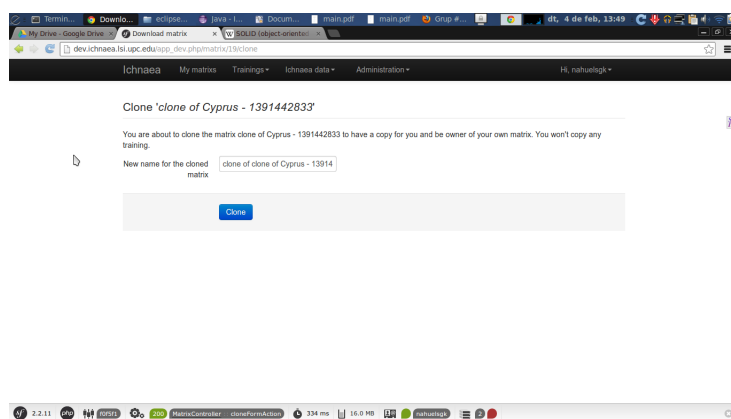 Termin... Downlo... eclipse... Java - I... Docum... main.pdf main.pdf Grup #... dt, 4 de feb, 13:49
My Drive - Google Drive × Download matrix × W SOLID (object-oriented ×
dev.ichnaea.lsi.upc.edu/app_dev.php/matrix/19/clone
Ichnaea My matrixs Trainings Ichnaea data Administration Hi, nahuelsgk
Clone 'clone of Cyprus - 1391442833'
You are about to clone the matrix clone of Cyprus - 1391442833 to have a copy for you and be owner of your own matrix. You won't copy any
training.
New name for the cloned clone of clone of Cyprus - 13914
matrix
Clone
sf 2.2.11 php f0f5f1 200 MatrixController cloneFormAction 334 ms 16.0 MB nahuelsgk 2